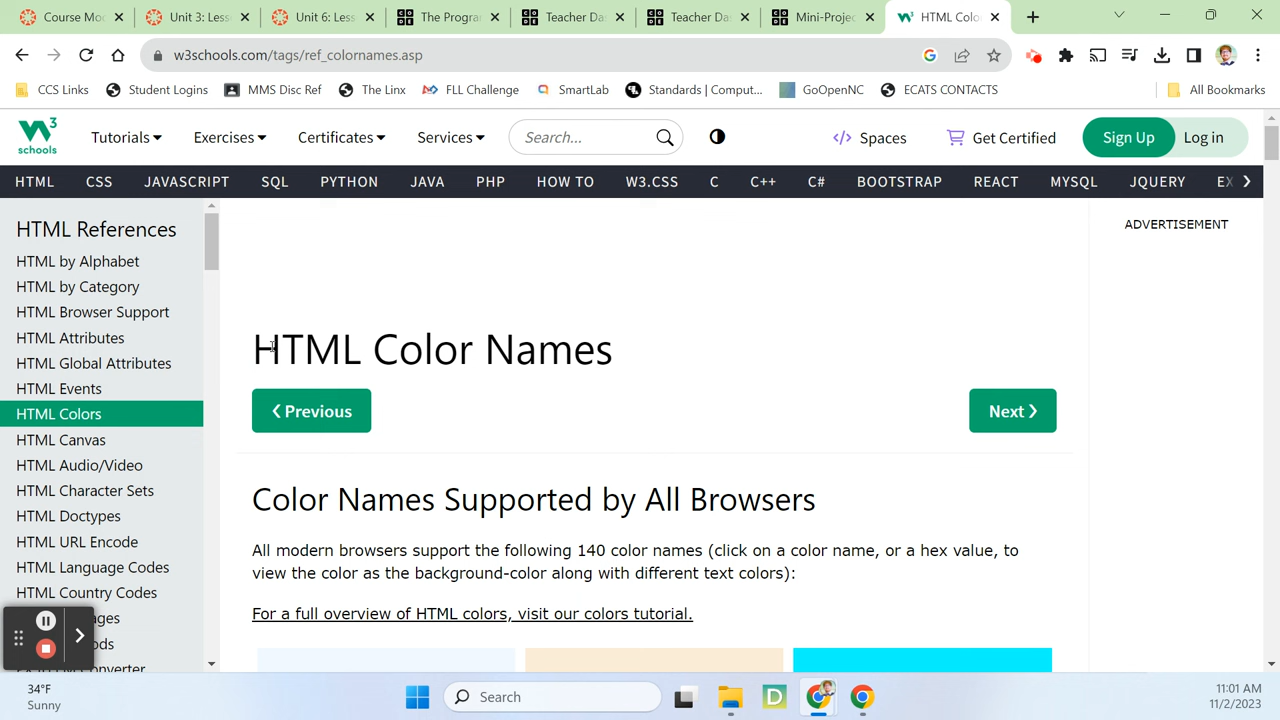 Course Mo
Unit 3: Less
Unit 6: Less
The Progra
Teacher Da
Teacher Da
Mini-Projec
HTML Colo
w3schools.com/tags/ref_colornames.asp
CCS Links
Student Logins
MMS Disc Ref
The Linx
FLL Challenge
SmartLab
Standards | Comput...
GoOpenNC
ECATS CONTACTS
All Bookmarks
W3 schools
Tutorials
Exercises
Certificates
Services
Search...
Spaces
Get Certified
Sign Up
Log in
HTML CSS JAVASCRIPT SQL PYTHON JAVA PHP HOW TO W3.CSS C C++ C# BOOTSTRAP REACT MYSQL JQUERY EX
HTML References
HTML by Alphabet
HTML by Category
HTML Browser Support
HTML Attributes
HTML Global Attributes
HTML Events
HTML Colors
HTML Canvas
HTML Audio/Video
HTML Character Sets
HTML Doctypes
HTML URL Encode
HTML Language Codes
HTML Country Codes
ADVERTISEMENT
HTML Color Names
❮ Previous
Next ❯
Color Names Supported by All Browsers
All modern browsers support the following 140 color names (click on a color name, or a hex value, to
view the color as the background-color along with different text colors):
For a full overview of HTML colors, visit our colors tutorial.
34°F
Sunny
Search
11:01 AM
11/2/2023